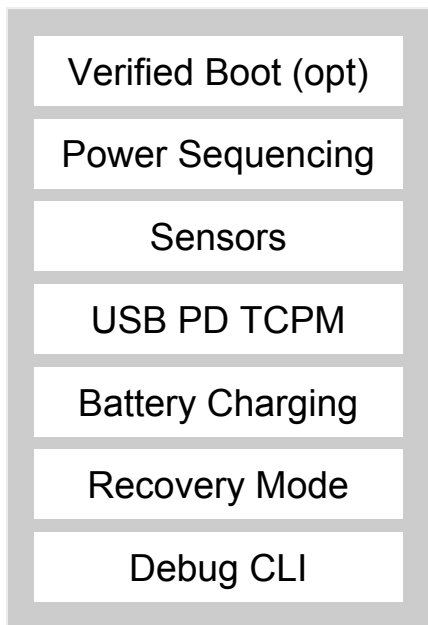 Verified Boot (opt)
Power Sequencing
Sensors
USB PD TCPM
Battery Charging
Recovery Mode
Debug CLI